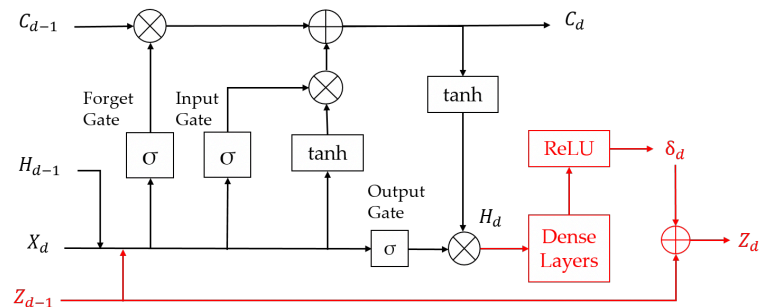 C_{d-1}
C_d
Forget
Gate
Input
Gate
tanh
σ
σ
tanh
ReLU
δ_d
H_{d-1}
Output
Gate
H_d
X_d
σ
Dense
Layers
Z_d
Z_{d-1}